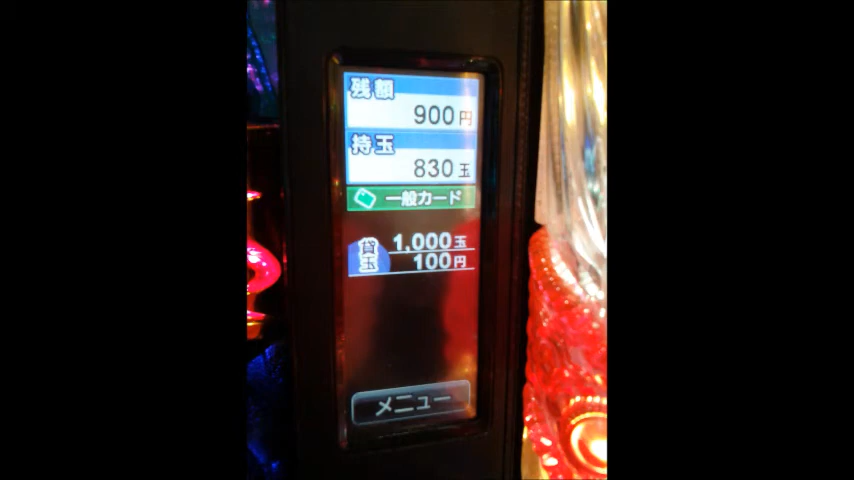 残額
900円
持玉
830玉
一般カード
貸玉
1,000玉
100円
メニュー